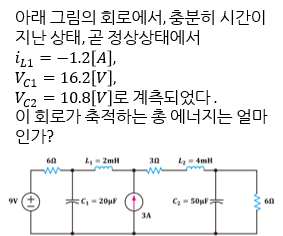 아래 그림의 회로에서, 충분히 시간이
지난 상태, 곧 정상상태에서
i_{L1} = −1.2[A],
V_{C1} = 16.2[V],
V_{C2} = 10.8[V]로 계측되었다.
이 회로가 축적하는 총 에너지는 얼마
인가?
6Ω L₁ = 2mH 3Ω L₂ = 4mH
9V C₁ = 20μF 3A C₂ = 50μF 6Ω